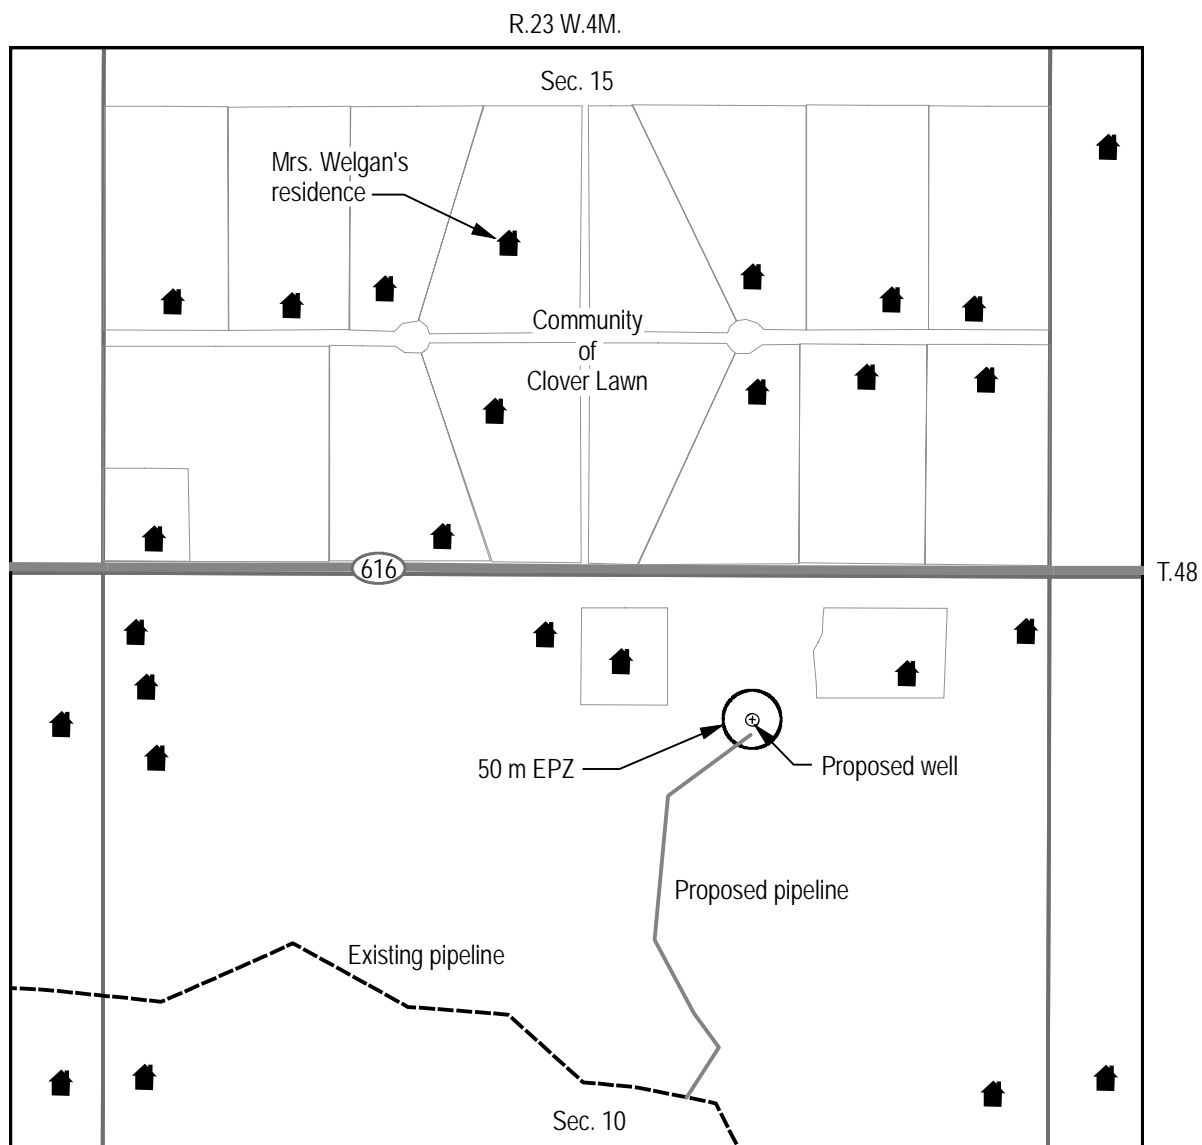 R.23 W.4M.
Sec. 15
Mrs. Welgan's
residence
Community
of
Clover Lawn
616
T.48
50 m EPZ
Proposed well
Proposed pipeline
Existing pipeline
Sec. 10